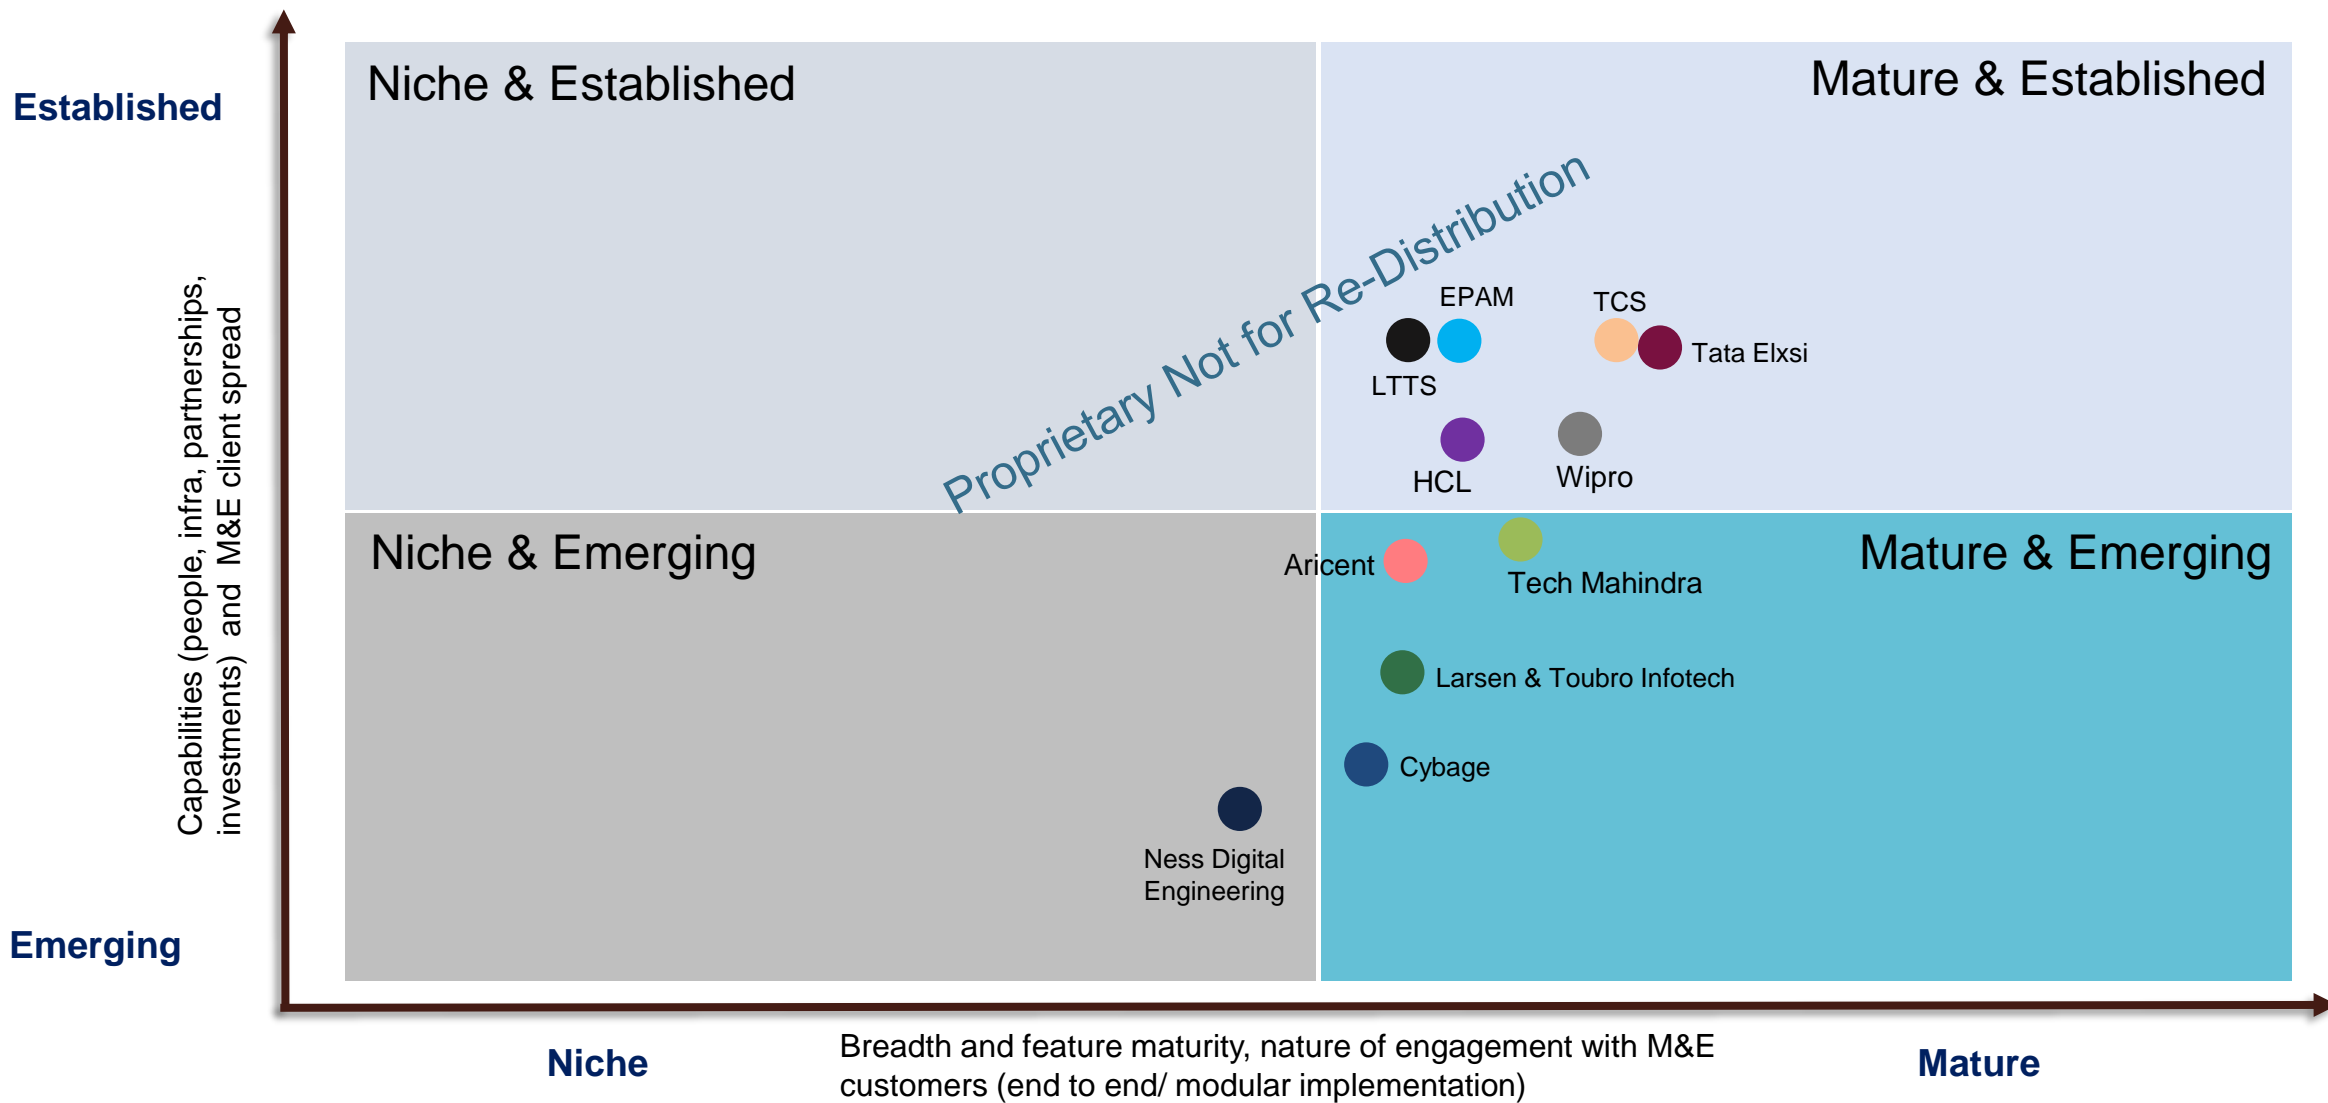 Established
Niche & Established
Mature & Established
Proprietary Not for Re-Distribution
EPAM
TCS
Tata Elxsi
LTTS
HCL
Wipro
Capabilities (people, infra, partnerships,
investments)  and  M&E client spread
Niche & Emerging
Mature & Emerging
Aricent
Tech Mahindra
Larsen & Toubro Infotech
Cybage
Ness Digital
Engineering
Emerging
Niche
Breadth and feature maturity, nature of engagement with M&E
customers (end to end/ modular implementation)
Mature